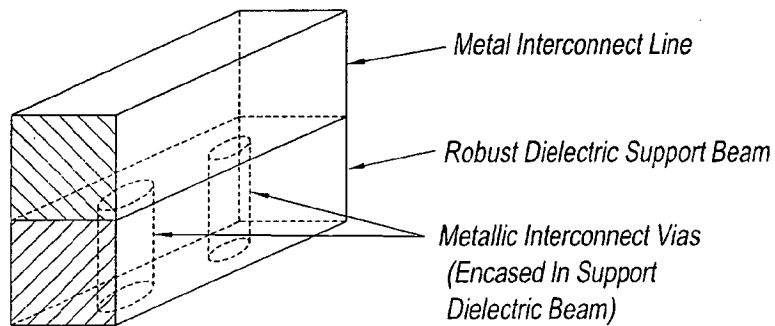 Metal Interconnect Line
Robust Dielectric Support Beam
Metallic Interconnect Vias
(Encased In Support
Dielectric Beam)